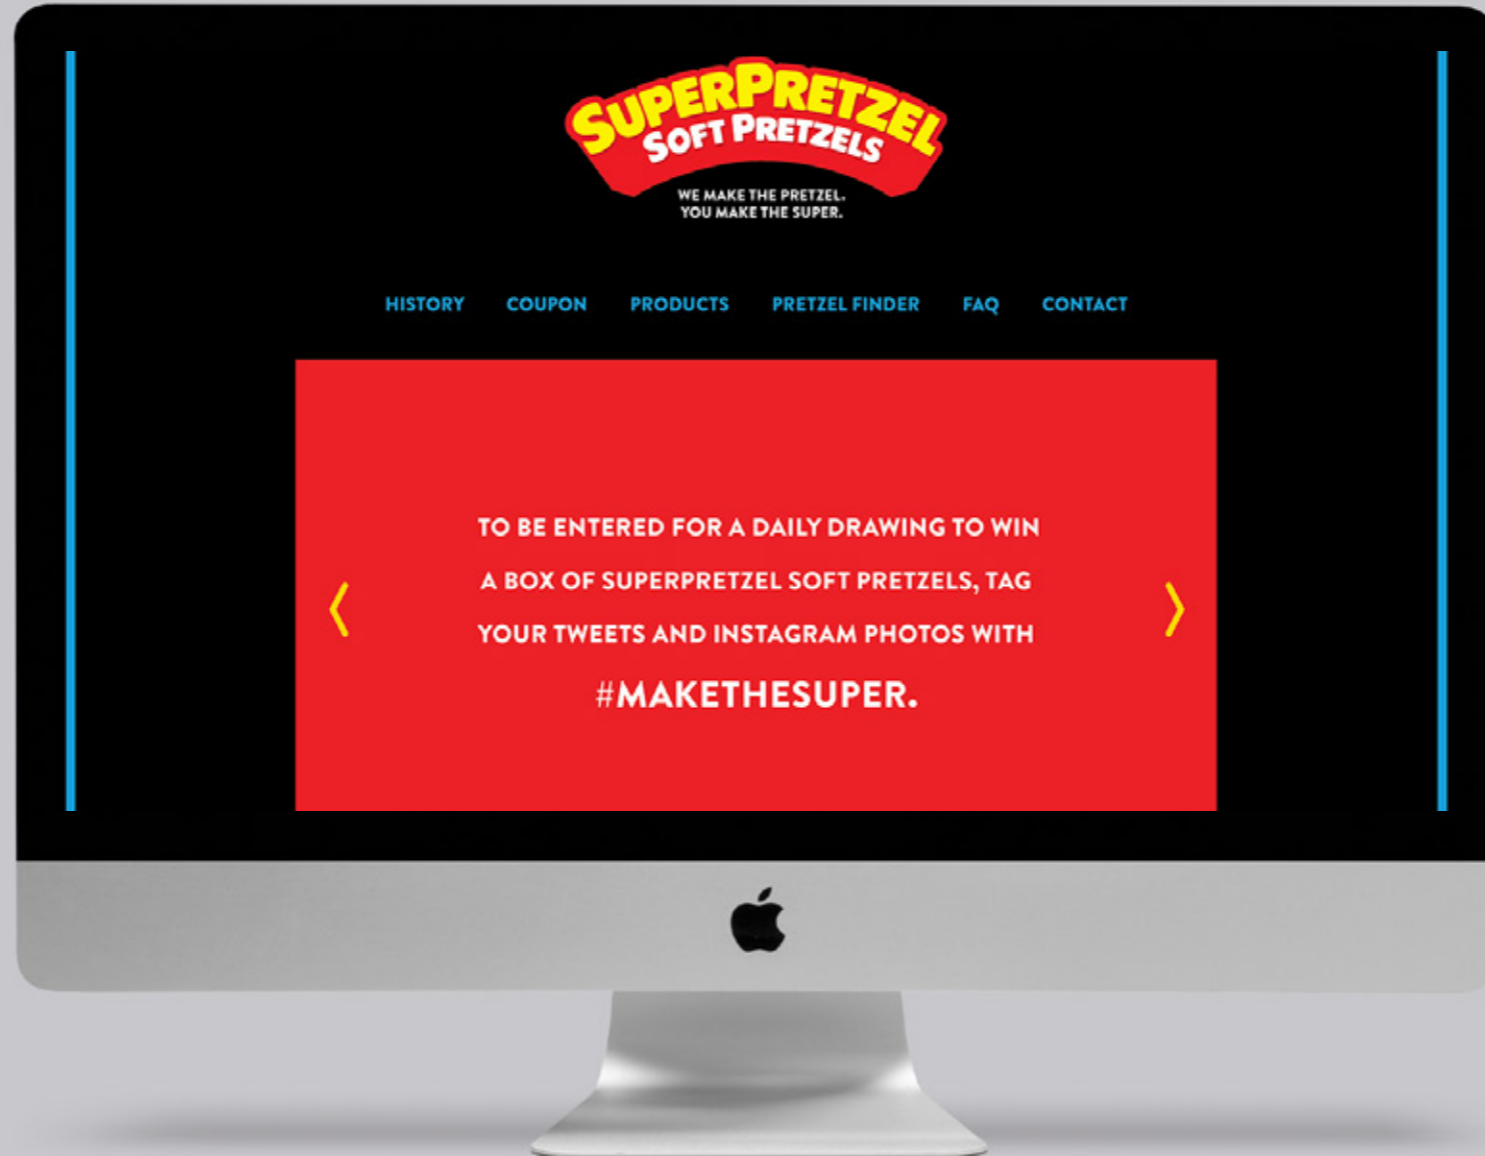 SUPERPRETZEL
SOFT PRETZELS
WE MAKE THE PRETZEL.
YOU MAKE THE SUPER.
HISTORY COUPON PRODUCTS PRETZEL FINDER FAQ CONTACT
TO BE ENTERED FOR A DAILY DRAWING TO WIN
A BOX OF SUPERPRETZEL SOFT PRETZELS, TAG
YOUR TWEETS AND INSTAGRAM PHOTOS WITH
#MAKETHESUPER.